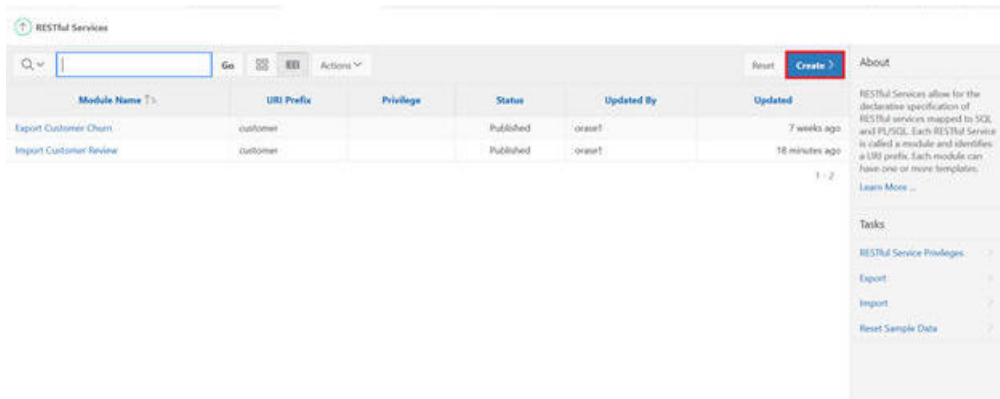 RESTful Services
Go
Actions
Reset
Create
Module Name
URI Prefix
Privilege
Status
Updated By
Updated
Export Customer Churn
customer
Published
orase1
7 weeks ago
Import Customer Review
customer
Published
orase1
18 minutes ago
1 - 2
About
RESTful Services allow for the
declarative specification of
RESTful services mapped to SQL
and PL/SQL. Each RESTful Service
is called a module and identifies
a URI prefix. Each module can
have one or more templates.
Learn More ...
Tasks
RESTful Service Privileges
Export
Import
Reset Sample Data